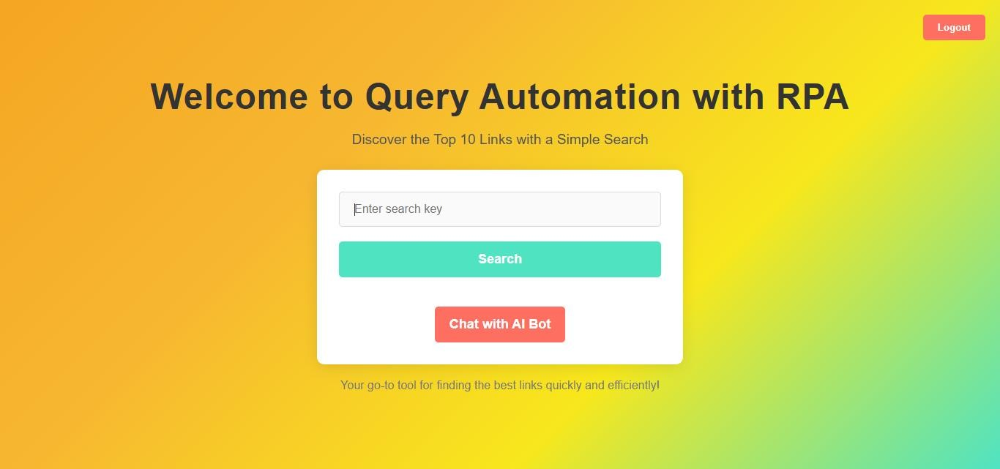 Logout
Welcome to Query Automation with RPA
Discover the Top 10 Links with a Simple Search
Enter search key
Search
Chat with AI Bot
Your go-to tool for finding the best links quickly and efficiently!